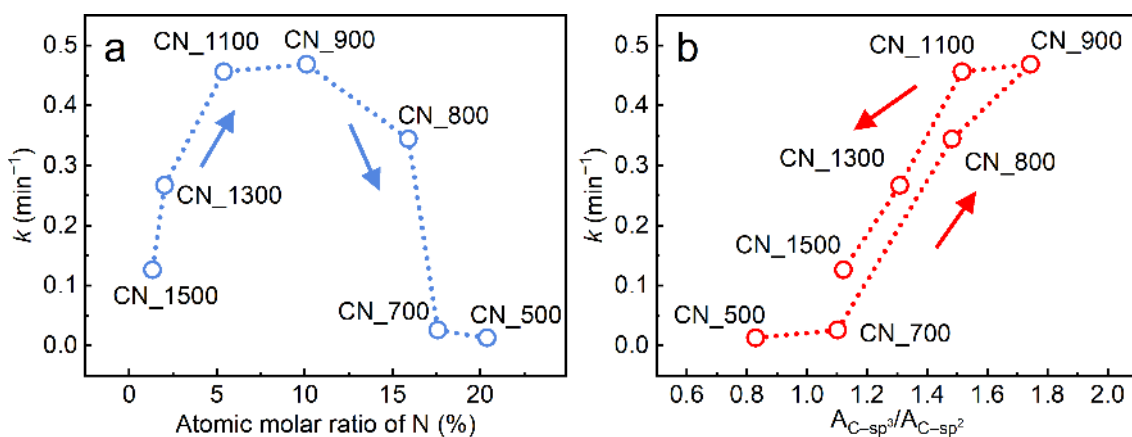 a
CN_1100
CN_900
CN_800
CN_1300
CN_1500
CN_700
CN_500
0.5
0.4
0.3
0.2
0.1
0.0
k (min⁻¹)
0 5 10 15 20
Atomic molar ratio of N (%)
b
CN_1100
CN_900
CN_1300
CN_800
CN_1500
CN_500
CN_700
0.5
0.4
0.3
0.2
0.1
0.0
k (min⁻¹)
0.6 0.8 1.0 1.2 1.4 1.6 1.8 2.0
A_C–sp³/A_C–sp²